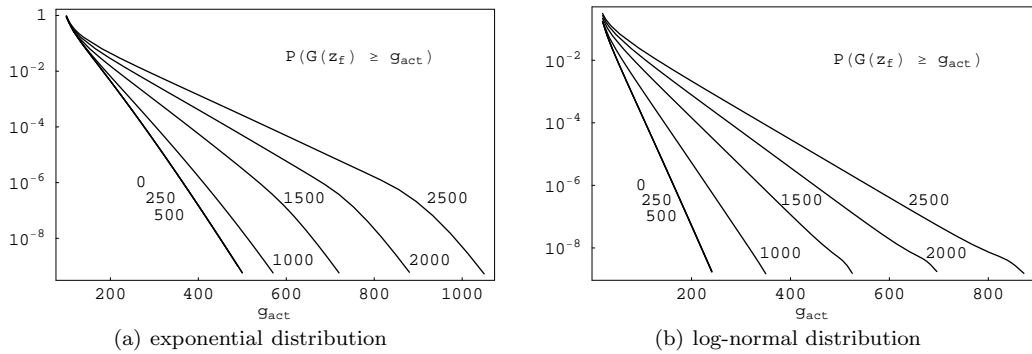 1
10^-2
10^-4
10^-6
10^-8
P(G(z_f) ≥ g_act)
0
250
500
1000
1500
2000
2500
200 400 600 800 1000
g_act
(a) exponential distribution
10^-2
10^-4
10^-6
10^-8
P(G(z_f) ≥ g_act)
0
250
500
1000
1500
2000
2500
200 400 600 800
g_act
(b) log-normal distribution